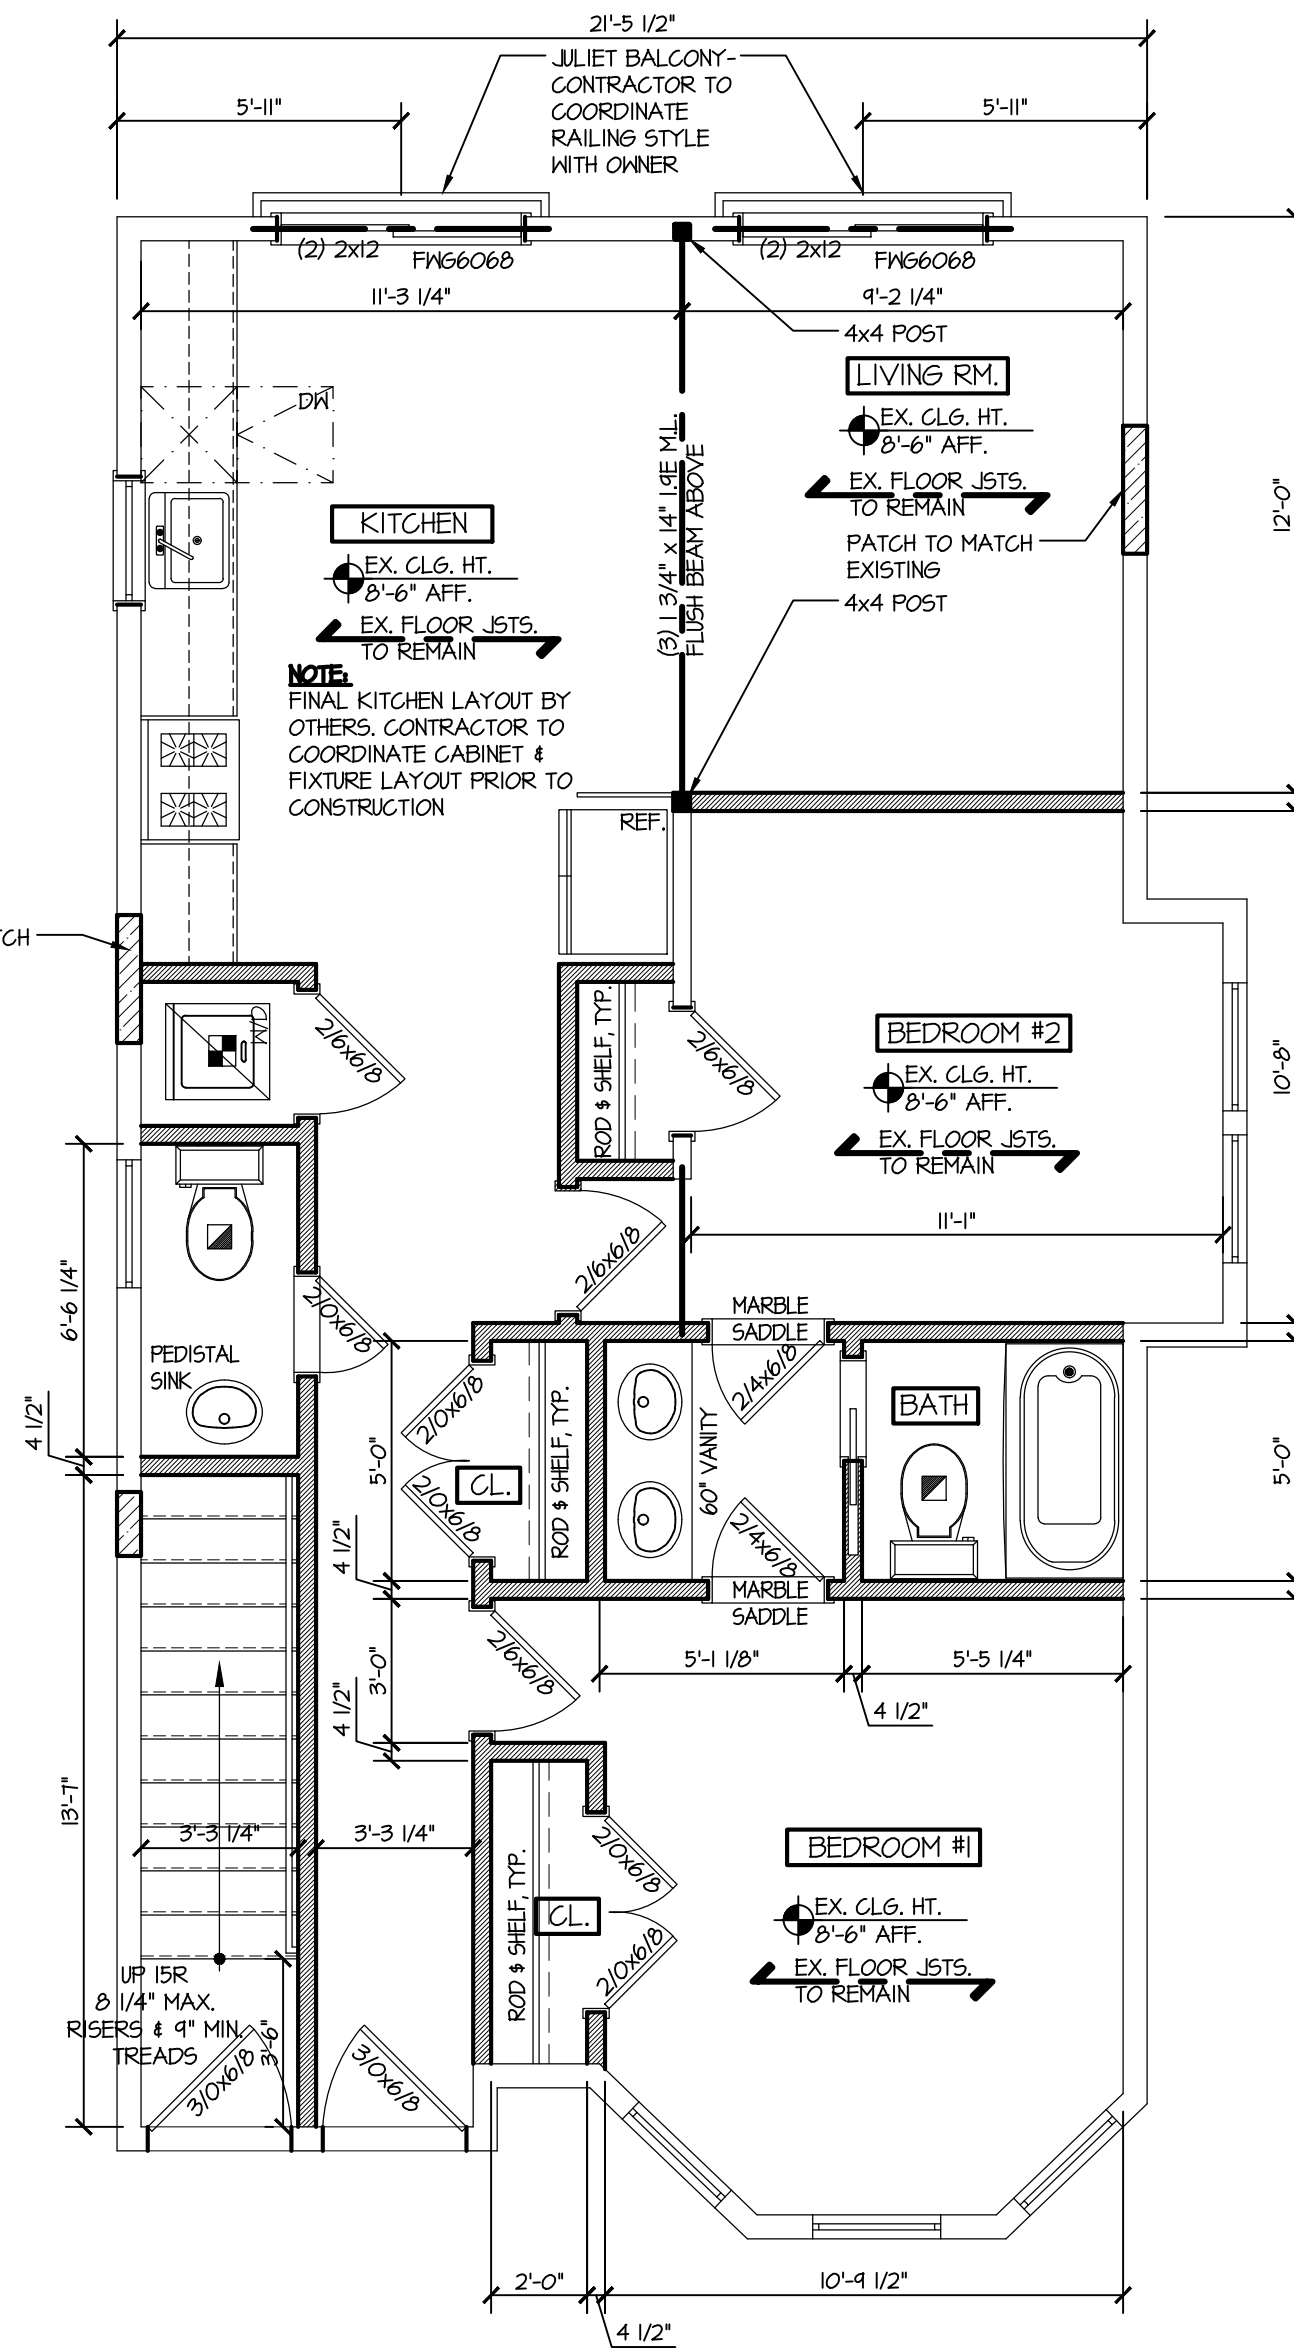 21'-5 1/2"
JULIET BALCONY-
CONTRACTOR TO
COORDINATE
RAILING STYLE
WITH OWNER
5'-11"
5'-11"
(2) 2x12
FWG6068
(2) 2x12
FWG6068
11'-3 1/4"
9'-2 1/4"
4x4 POST
LIVING RM.
EX. CLG. HT.
8'-6" AFF.
EX. FLOOR JSTS.
TO REMAIN
PATCH TO MATCH
EXISTING
4x4 POST
12'-0"
(3) 1 3/4" x 14" 1.9E M.L.
FLUSH BEAM ABOVE
DW
KITCHEN
EX. CLG. HT.
8'-6" AFF.
EX. FLOOR JSTS.
TO REMAIN
NOTE:
FINAL KITCHEN LAYOUT BY
OTHERS. CONTRACTOR TO
COORDINATE CABINET &
FIXTURE LAYOUT PRIOR TO
CONSTRUCTION
REF.
TCH
W/D
2/6x6/8
ROD $ SHELF, TYP.
2/6x6/8
BEDROOM #2
EX. CLG. HT.
8'-6" AFF.
EX. FLOOR JSTS.
TO REMAIN
10'-8"
11'-1"
2/6x6/8
6'-6 1/4"
2/0x6/8
PEDISTAL
SINK
4 1/2"
MARBLE
SADDLE
2/4x6/8
2/0x6/8
CL.
2/0x6/8
ROD $ SHELF, TYP.
5'-0"
60" VANITY
BATH
5'-0"
2/4x6/8
MARBLE
SADDLE
4 1/2"
3'-0"
4 1/2"
2/6x6/8
5'-1 1/8"
5'-5 1/4"
4 1/2"
13'-7"
3'-3 1/4"
3'-3 1/4"
ROD $ SHELF, TYP.
2/0x6/8
CL.
2/0x6/8
BEDROOM #1
EX. CLG. HT.
8'-6" AFF.
EX. FLOOR JSTS.
TO REMAIN
UP 15R
8 1/4" MAX.
RISERS & 9" MIN.
TREADS
3'-6"
3/0x6/8
3/0x6/8
2'-0"
10'-9 1/2"
4 1/2"